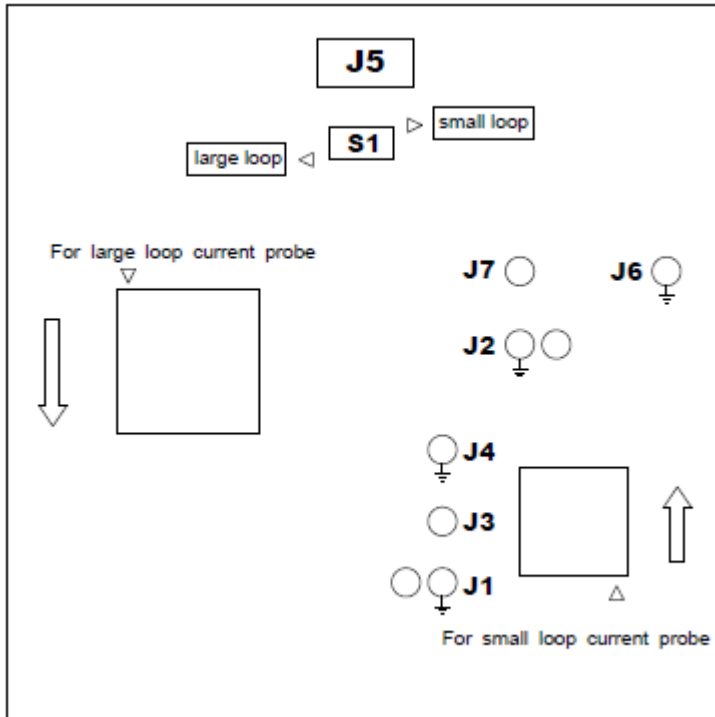 J5
small loop
S1
large loop
For large loop current probe
J7
J6
J2
J4
J3
J1
For small loop current probe